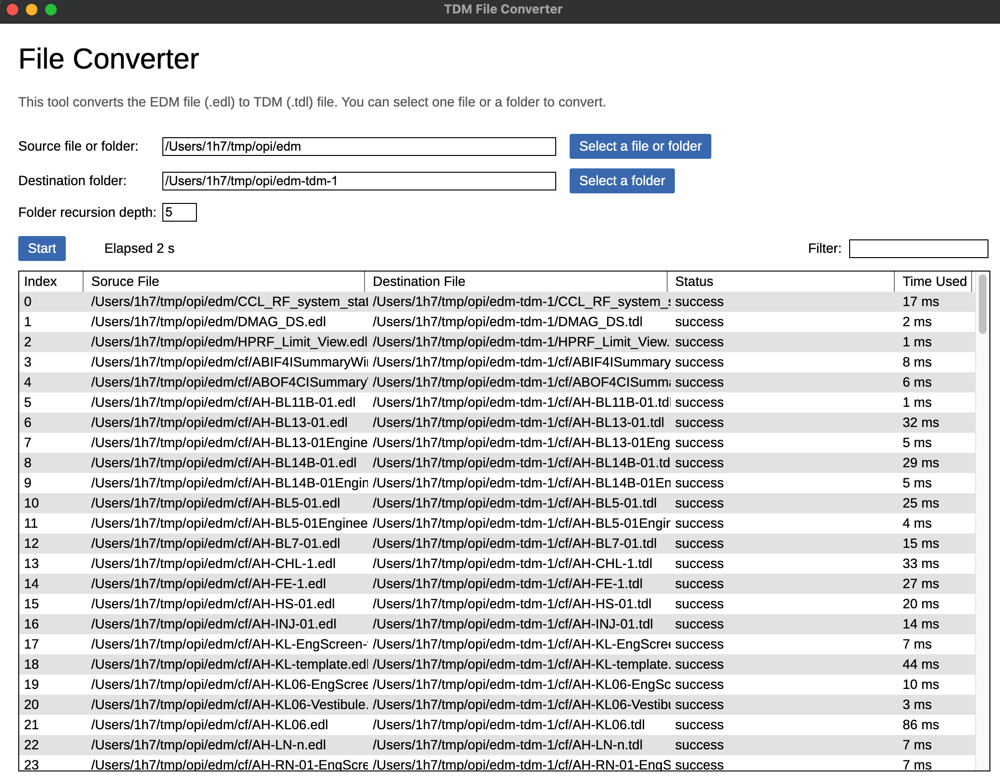 TDM File Converter
File Converter
This tool converts the EDM file (.edl) to TDM (.tdl) file. You can select one file or a folder to convert.
Source file or folder: /Users/1h7/tmp/opi/edm Select a file or folder
Destination folder: /Users/1h7/tmp/opi/edm-tdm-1 Select a folder
Folder recursion depth: 5
Start Elapsed 2 s Filter:
Index Soruce File Destination File Status Time Used
0 /Users/1h7/tmp/opi/edm/CCL_RF_system_stat /Users/1h7/tmp/opi/edm-tdm-1/CCL_RF_system_s success 17 ms
1 /Users/1h7/tmp/opi/edm/DMAG_DS.edl /Users/1h7/tmp/opi/edm-tdm-1/DMAG_DS.tdl success 2 ms
2 /Users/1h7/tmp/opi/edm/HPRF_Limit_View.edl /Users/1h7/tmp/opi/edm-tdm-1/HPRF_Limit_View. success 1 ms
3 /Users/1h7/tmp/opi/edm/cf/ABIF4ISummaryWin /Users/1h7/tmp/opi/edm-tdm-1/cf/ABIF4ISummary success 8 ms
4 /Users/1h7/tmp/opi/edm/cf/ABOF4CISummary /Users/1h7/tmp/opi/edm-tdm-1/cf/ABOF4CISumma success 6 ms
5 /Users/1h7/tmp/opi/edm/cf/AH-BL11B-01.edl /Users/1h7/tmp/opi/edm-tdm-1/cf/AH-BL11B-01.tdl success 1 ms
6 /Users/1h7/tmp/opi/edm/cf/AH-BL13-01.edl /Users/1h7/tmp/opi/edm-tdm-1/cf/AH-BL13-01.tdl success 32 ms
7 /Users/1h7/tmp/opi/edm/cf/AH-BL13-01Engine /Users/1h7/tmp/opi/edm-tdm-1/cf/AH-BL13-01Eng success 5 ms
8 /Users/1h7/tmp/opi/edm/cf/AH-BL14B-01.edl /Users/1h7/tmp/opi/edm-tdm-1/cf/AH-BL14B-01.td success 29 ms
9 /Users/1h7/tmp/opi/edm/cf/AH-BL14B-01Engin /Users/1h7/tmp/opi/edm-tdm-1/cf/AH-BL14B-01En success 5 ms
10 /Users/1h7/tmp/opi/edm/cf/AH-BL5-01.edl /Users/1h7/tmp/opi/edm-tdm-1/cf/AH-BL5-01.tdl success 25 ms
11 /Users/1h7/tmp/opi/edm/cf/AH-BL5-01Enginee /Users/1h7/tmp/opi/edm-tdm-1/cf/AH-BL5-01Engin success 4 ms
12 /Users/1h7/tmp/opi/edm/cf/AH-BL7-01.edl /Users/1h7/tmp/opi/edm-tdm-1/cf/AH-BL7-01.tdl success 15 ms
13 /Users/1h7/tmp/opi/edm/cf/AH-CHL-1.edl /Users/1h7/tmp/opi/edm-tdm-1/cf/AH-CHL-1.tdl success 33 ms
14 /Users/1h7/tmp/opi/edm/cf/AH-FE-1.edl /Users/1h7/tmp/opi/edm-tdm-1/cf/AH-FE-1.tdl success 27 ms
15 /Users/1h7/tmp/opi/edm/cf/AH-HS-01.edl /Users/1h7/tmp/opi/edm-tdm-1/cf/AH-HS-01.tdl success 20 ms
16 /Users/1h7/tmp/opi/edm/cf/AH-INJ-01.edl /Users/1h7/tmp/opi/edm-tdm-1/cf/AH-INJ-01.tdl success 14 ms
17 /Users/1h7/tmp/opi/edm/cf/AH-KL-EngScreen- /Users/1h7/tmp/opi/edm-tdm-1/cf/AH-KL-EngScree success 7 ms
18 /Users/1h7/tmp/opi/edm/cf/AH-KL-template.edl /Users/1h7/tmp/opi/edm-tdm-1/cf/AH-KL-template. success 44 ms
19 /Users/1h7/tmp/opi/edm/cf/AH-KL06-EngScree /Users/1h7/tmp/opi/edm-tdm-1/cf/AH-KL06-EngSc success 10 ms
20 /Users/1h7/tmp/opi/edm/cf/AH-KL06-Vestibule. /Users/1h7/tmp/opi/edm-tdm-1/cf/AH-KL06-Vestibu success 3 ms
21 /Users/1h7/tmp/opi/edm/cf/AH-KL06.edl /Users/1h7/tmp/opi/edm-tdm-1/cf/AH-KL06.tdl success 86 ms
22 /Users/1h7/tmp/opi/edm/cf/AH-LN-n.edl /Users/1h7/tmp/opi/edm-tdm-1/cf/AH-LN-n.tdl success 7 ms
23 /Users/1h7/tmp/opi/edm/cf/AH-RN-01-EngScre /Users/1h7/tmp/opi/edm-tdm-1/cf/AH-RN-01-EngS success 7 ms